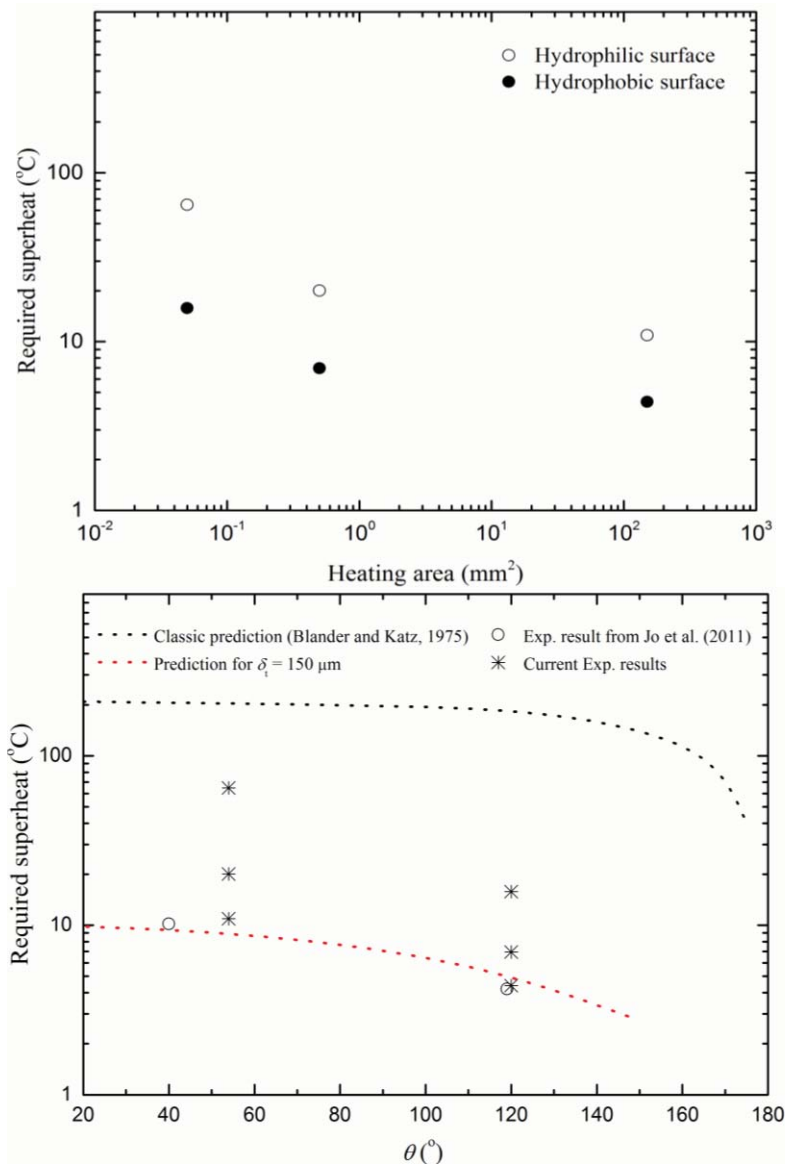 Hydrophilic surface
Hydrophobic surface
Required superheat (°C)
100
10
1
10⁻² 10⁻¹ 10⁰ 10¹ 10² 10³
Heating area (mm²)
Classic prediction (Blander and Katz, 1975) Exp. result from Jo et al. (2011)
Prediction for δₜ = 150 μm Current Exp. results
Required superheat (°C)
100
10
1
20 40 60 80 100 120 140 160 180
θ (°)